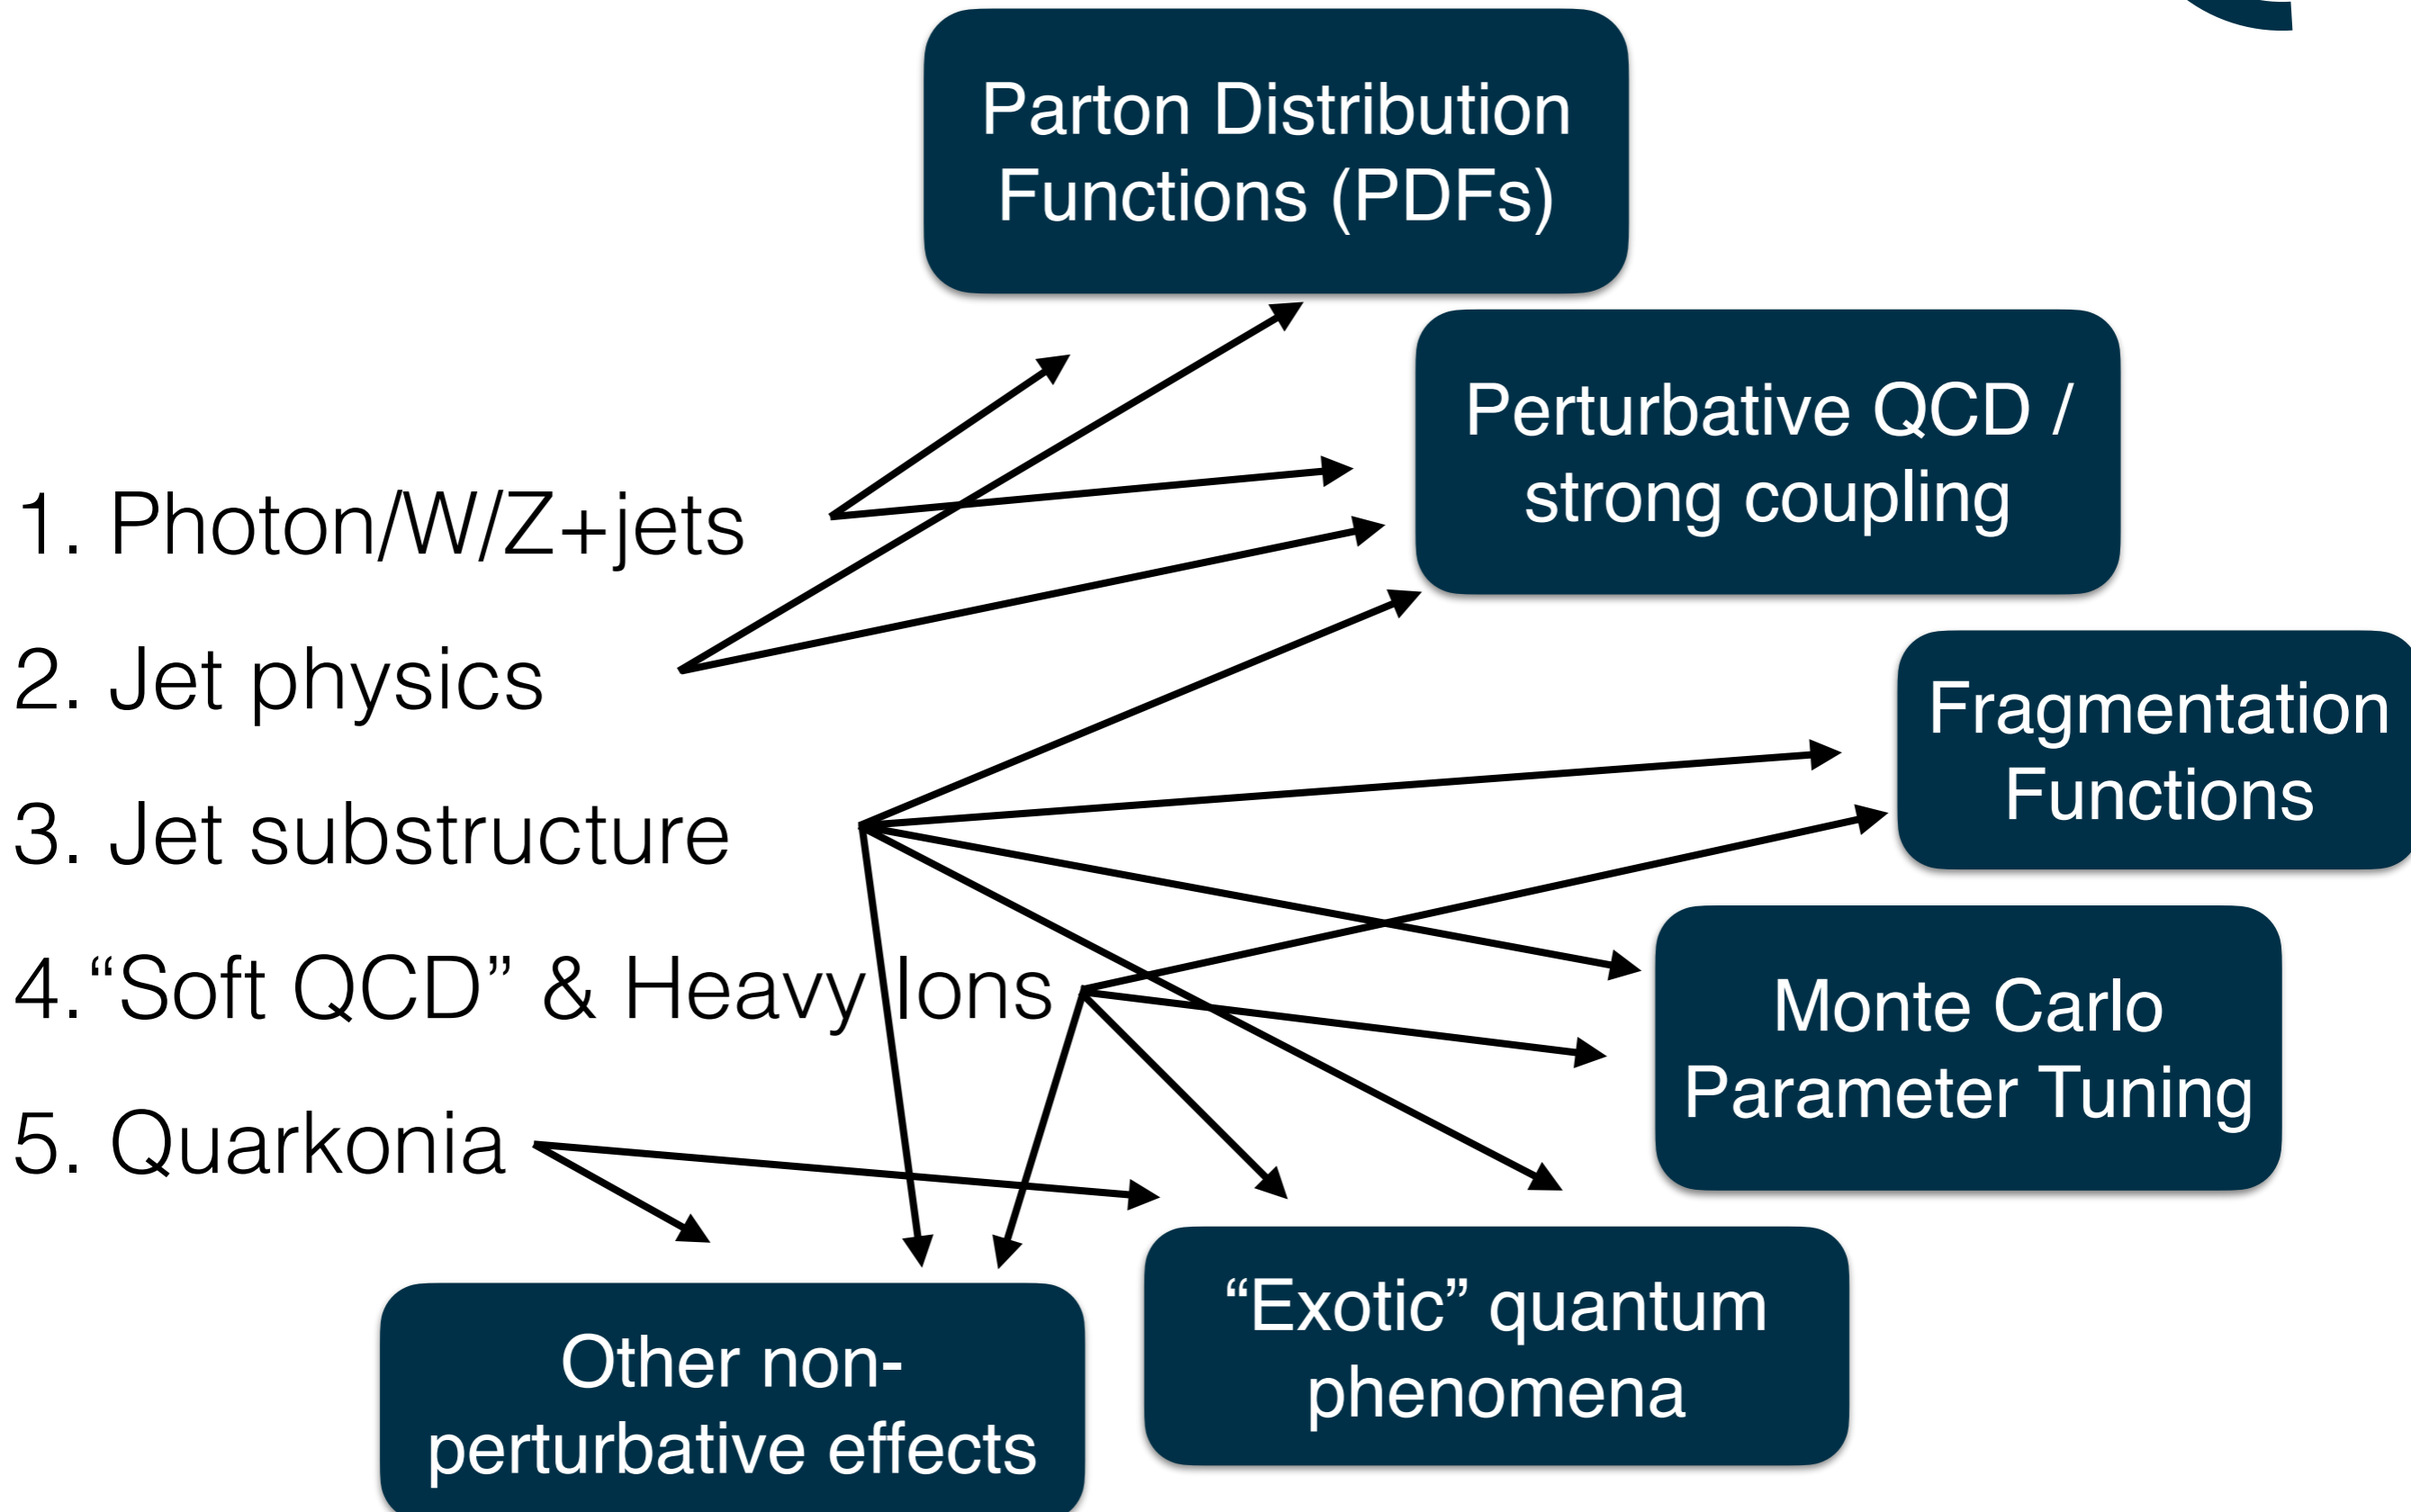 Parton Distribution
Functions (PDFs)
Perturbative QCD /
strong coupling
1. Photon/W/Z+jets
2. Jet physics
Fragmentation
Functions
3. Jet substructure
4.“Soft QCD” & Heavy Ions
Monte Carlo
Parameter Tuning
5. Quarkonia
“Exotic” quantum
phenomena
Other non-
perturbative effects